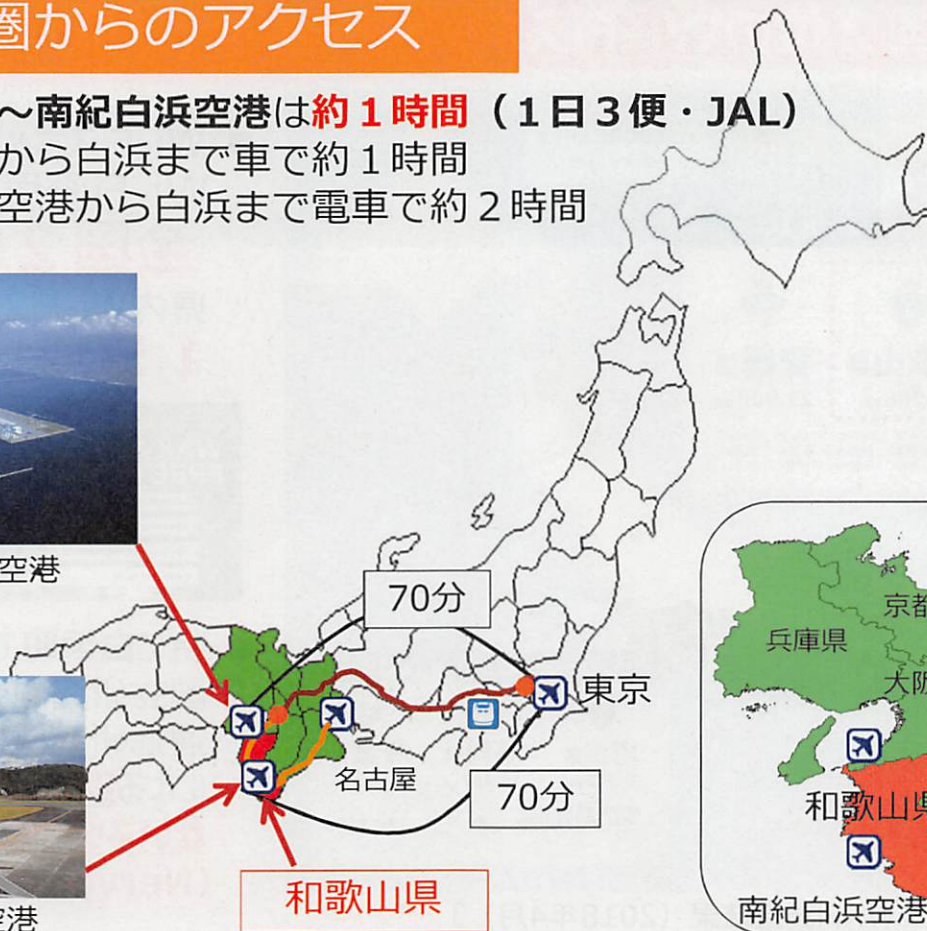 圏からのアクセス
～南紀白浜空港は約１時間（１日３便・JAL）
から白浜まで車で約１時間
空港から白浜まで電車で約２時間
空港
70分
東京
名古屋
70分
和歌山県
空港
京都
兵庫県
大阪
和歌山県
南紀白浜空港